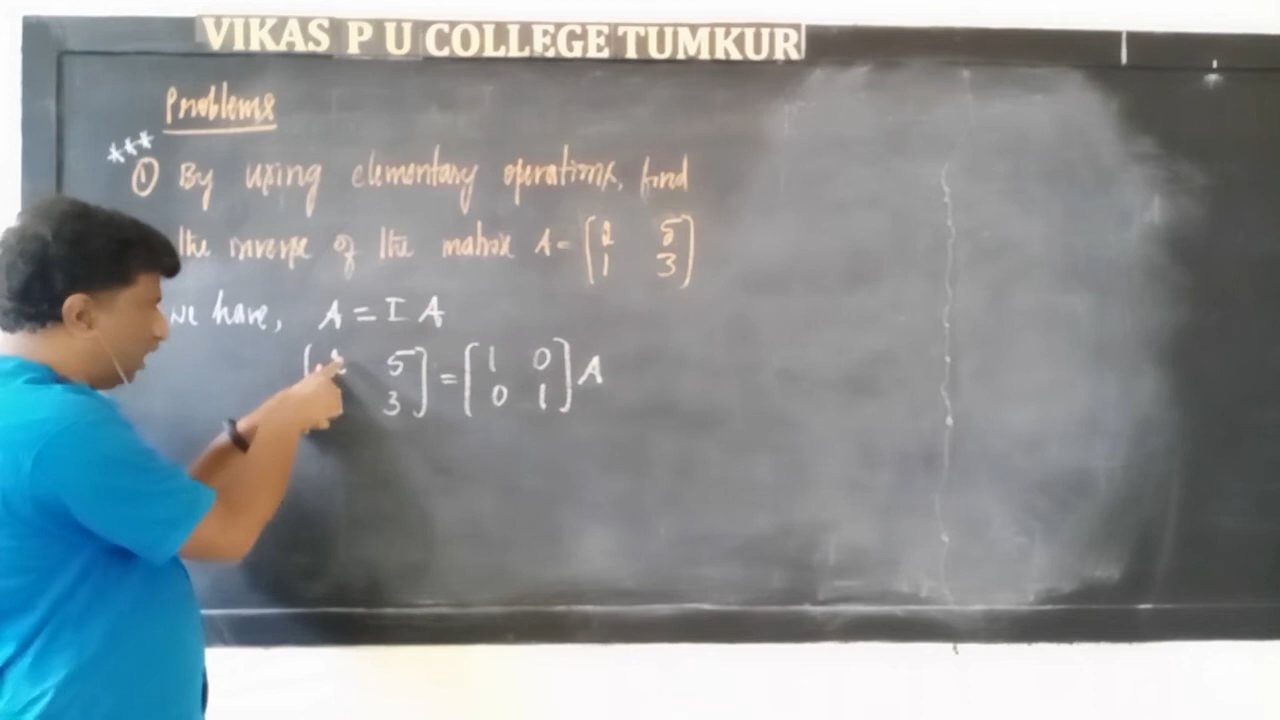 VIKAS P U COLLEGE TUMKUR
Problems
***
① By using elementary operations, find
the inverse of the matrix A = [2 5
1 3]
we have, A = I A
[2 5 ] = [1 0 ] A
3 0 1